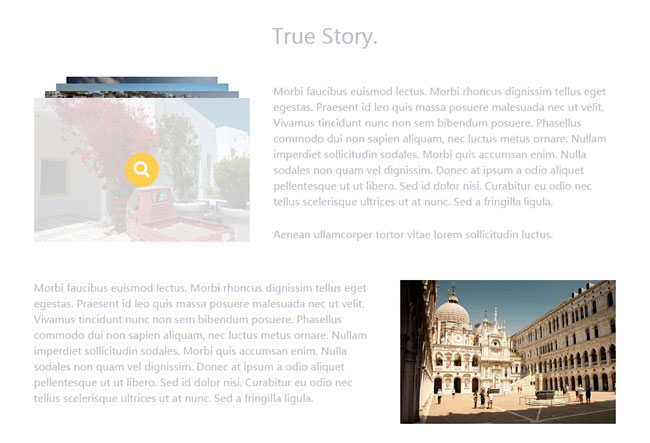 True Story.
Morbi faucibus euismod lectus. Morbi rhoncus dignissim tellus eget
egestas. Praesent id leo quis massa posuere malesuada nec ut velit.
Vivamus tincidunt nunc non sem bibendum posuere. Phasellus
commodo dui non sapien aliquam, nec luctus metus ornare. Nullam
imperdiet sollicitudin sodales. Morbi quis accumsan enim. Nulla
sodales non quam vel dignissim. Donec at ipsum a odio aliquet
pellentesque ut ut libero. Sed id dolor nisi. Curabitur eu odio nec
tellus scelerisque ultrices ut at nunc. Sed a fringilla ligula.
Aenean ullamcorper tortor vitae lorem sollicitudin luctus.
Morbi faucibus euismod lectus. Morbi rhoncus dignissim tellus eget
egestas. Praesent id leo quis massa posuere malesuada nec ut velit.
Vivamus tincidunt nunc non sem bibendum posuere. Phasellus
commodo dui non sapien aliquam, nec luctus metus ornare. Nullam
imperdiet sollicitudin sodales. Morbi quis accumsan enim. Nulla
sodales non quam vel dignissim. Donec at ipsum a odio aliquet
pellentesque ut ut libero. Sed id dolor nisi. Curabitur eu odio nec
tellus scelerisque ultrices ut at nunc. Sed a fringilla ligula.